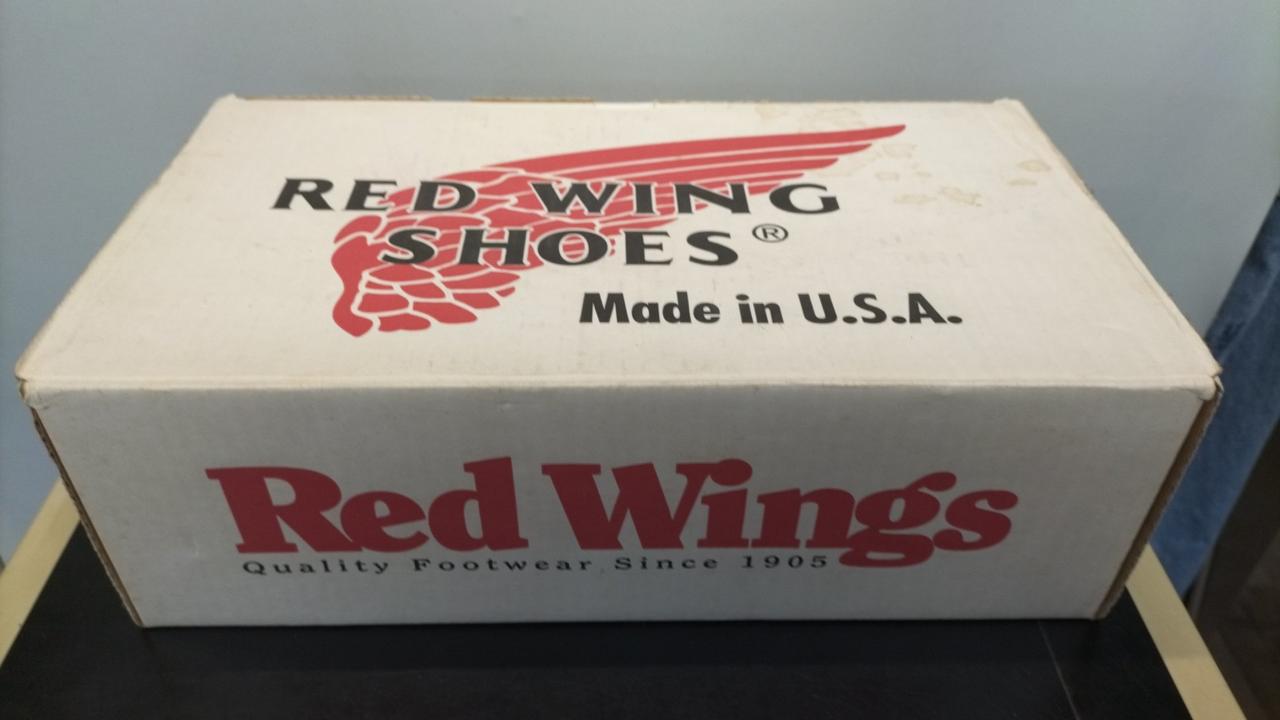 RED WING
SHOES®
Made in U.S.A.
Red Wings
Quality Footwear Since 1905